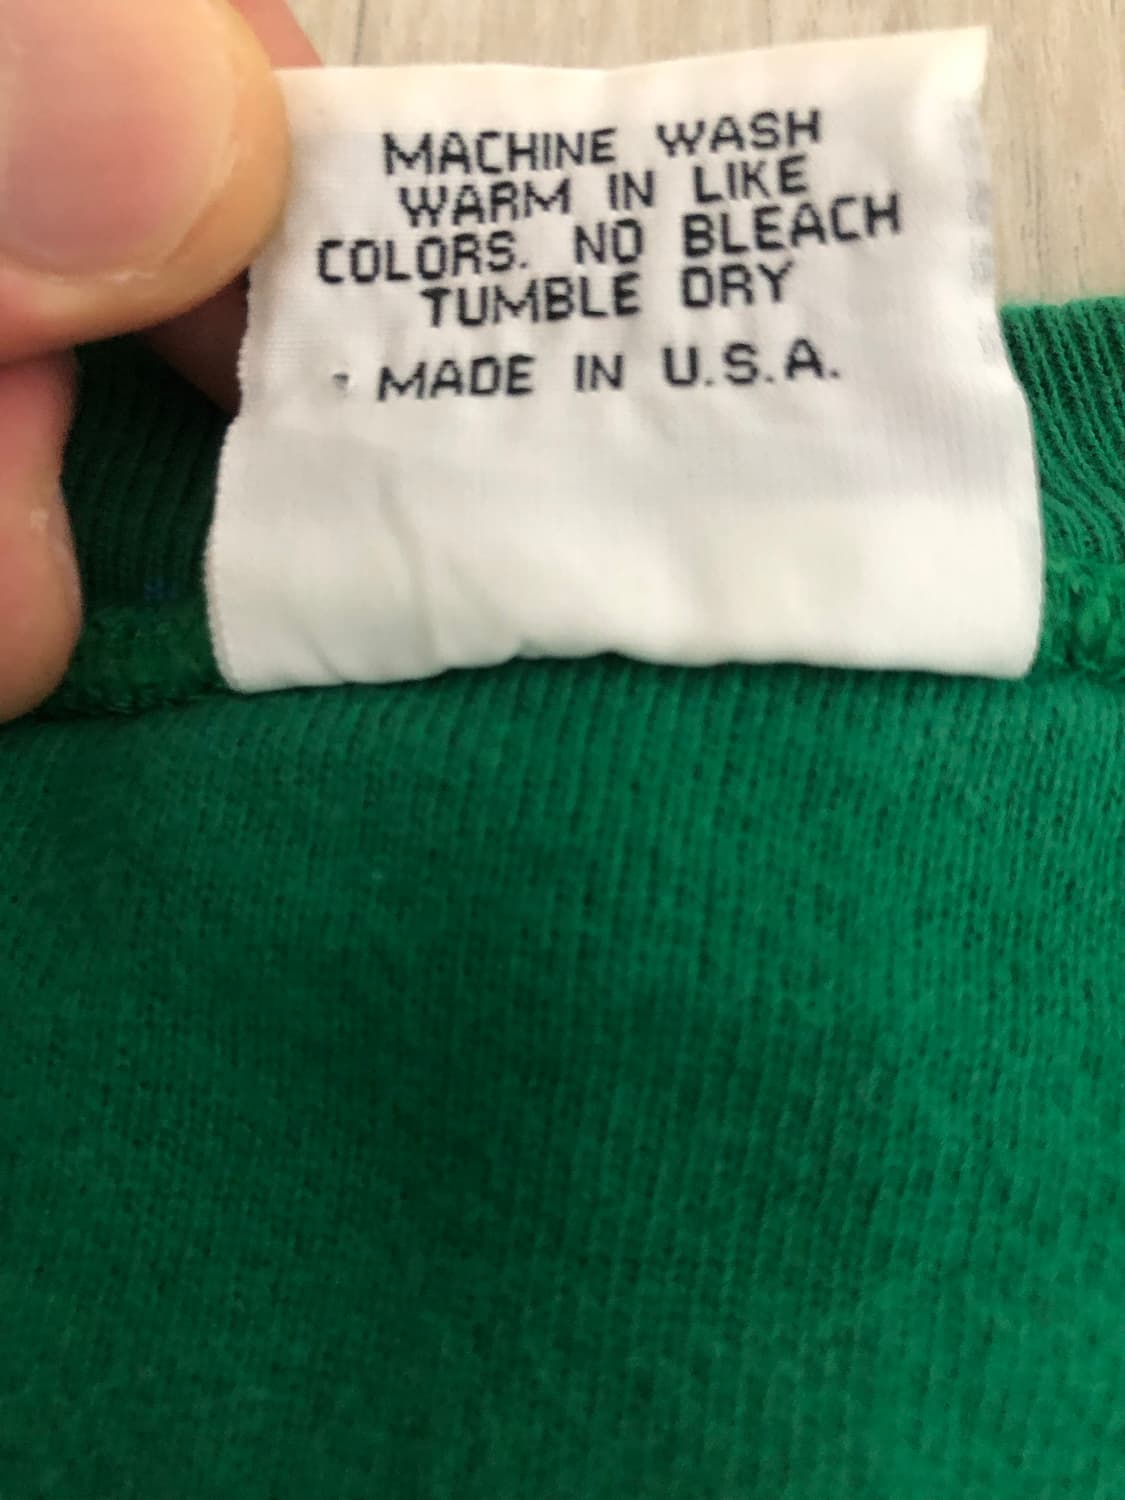 MACHINE WASH
WARM IN LIKE
COLORS. NO BLEACH
TUMBLE DRY
MADE IN U.S.A.